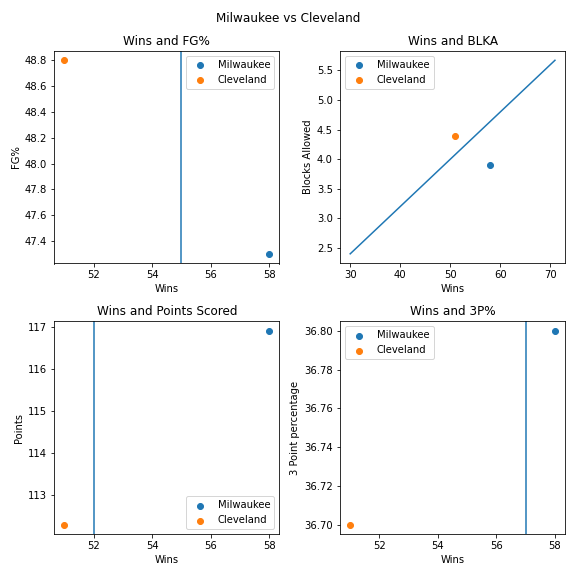 Milwaukee vs Cleveland
Wins and FG%
48.8
48.6
48.4
48.2
48.0
47.8
47.6
47.4
FG%
52
54
56
58
Wins
Milwaukee
Cleveland
Wins and BLKA
5.5
5.0
4.5
4.0
3.5
3.0
2.5
Blocks Allowed
30
40
50
60
70
Wins
Milwaukee
Cleveland
Wins and Points Scored
117
116
115
114
113
Points
52
54
56
58
Wins
Milwaukee
Cleveland
Wins and 3P%
36.80
36.78
36.76
36.74
36.72
36.70
3 Point percentage
52
54
56
58
Wins
Milwaukee
Cleveland